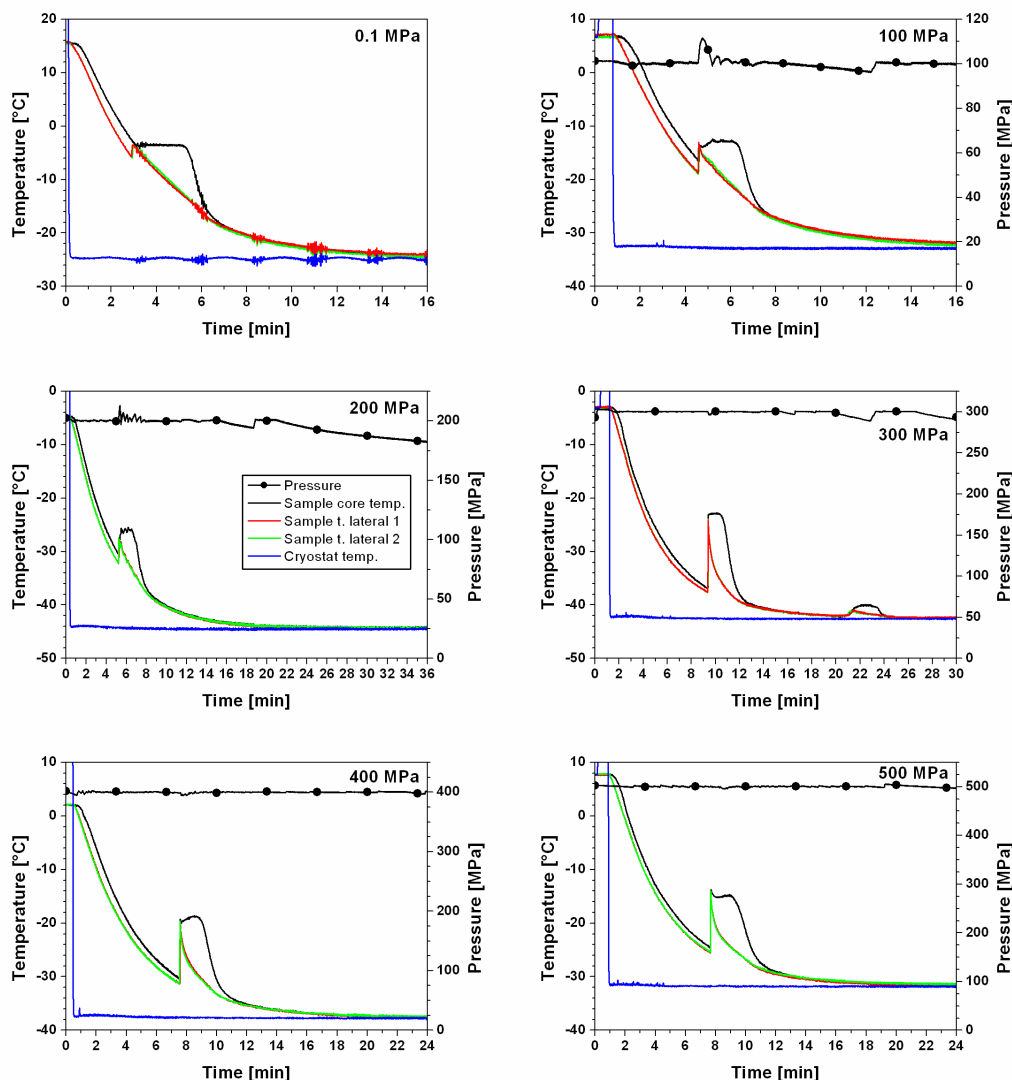 0.1 MPa
Temperature [°C]
20
10
0
-10
-20
-30
0 2 4 6 8 10 12 14 16
Time [min]
100 MPa
Temperature [°C]
10
0
-10
-20
-30
-40
120
100
80
60
40
20
0
Pressure [MPa]
0 2 4 6 8 10 12 14 16
Time [min]
200 MPa
Temperature [°C]
0
-10
-20
-30
-40
-50
Pressure
Sample core temp.
Sample t. lateral 1
Sample t. lateral 2
Cryostat temp.
200
150
100
50
0
Pressure [MPa]
0 2 4 6 8 10 12 14 16 18 20 22 24 26 28 30 32 34 36
Time [min]
300 MPa
Temperature [°C]
0
-10
-20
-30
-40
-50
300
250
200
150
100
50
0
Pressure [MPa]
0 2 4 6 8 10 12 14 16 18 20 22 24 26 28 30
Time [min]
400 MPa
Temperature [°C]
10
0
-10
-20
-30
-40
400
300
200
100
0
Pressure [MPa]
0 2 4 6 8 10 12 14 16 18 20 22 24
Time [min]
500 MPa
Temperature [°C]
10
0
-10
-20
-30
-40
500
400
300
200
100
0
Pressure [MPa]
0 2 4 6 8 10 12 14 16 18 20 22 24
Time [min]